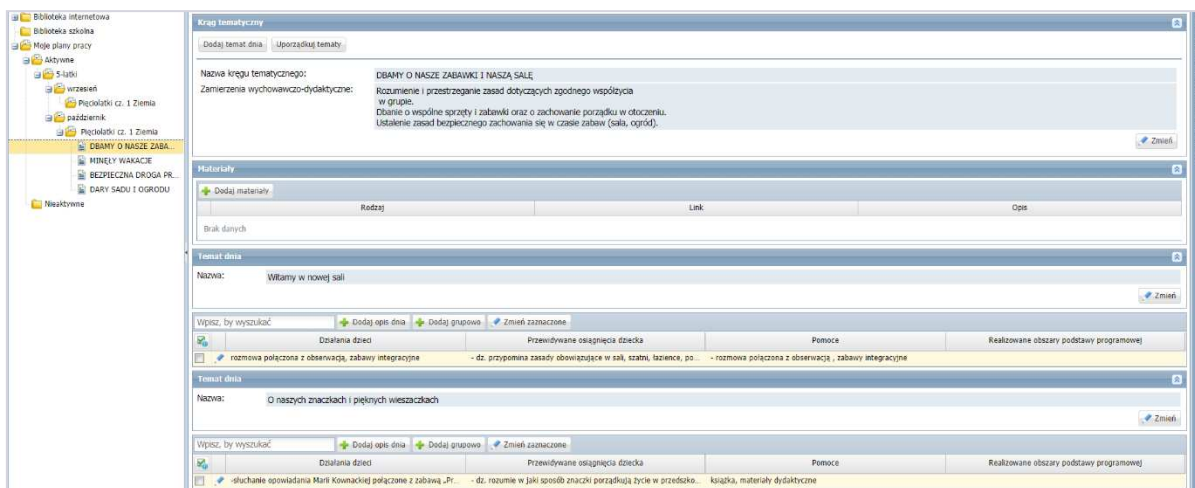 Biblioteka internetowa
Biblioteka szkolna
Moje plany pracy
Aktywne
5-latki
wrzesień
Pięciolatki cz. 1 Ziemia
październik
Pięciolatki cz. 1 Ziemia
DBAMY O NASZE ZABA...
MINĘŁY WAKACJE
BEZPIECZNA DROGA PR...
DARY SADU I OGRODU
Nieaktywne
Krąg tematyczny
Dodaj temat dnia Uporządkuj tematy
Nazwa kręgu tematycznego: DBAMY O NASZE ZABAWKI I NASZĄ SALĘ
Zamierzenia wychowawczo-dydaktyczne: Rozumienie i przestrzeganie zasad dotyczących zgodnego współżycia
w grupie.
Dbanie o wspólne sprzęty i zabawki oraz o zachowanie porządku w otoczeniu.
Ustalenie zasad bezpiecznego zachowania się w czasie zabaw (sala, ogród).
Zmień
Materiały
Dodaj materiały
Rodzaj Link Opis
Brak danych
Temat dnia
Nazwa: Witamy w nowej sali
Zmień
Wpisz, by wyszukać Dodaj opis dnia Dodaj grupowo Zmień zaznaczone
Działania dzieci Przewidywane osiągnięcia dziecka Pomoce Realizowane obszary podstawy programowej
rozmowa połączona z obserwacją, zabawy integracyjne - dz. przypomina zasady obowiązujące w sali, szatni, łazience, po... - rozmowa połączona z obserwacją , zabawy integracyjne
Temat dnia
Nazwa: O naszych znaczkach i pięknych wieszaczkach
Zmień
Wpisz, by wyszukać Dodaj opis dnia Dodaj grupowo Zmień zaznaczone
Działania dzieci Przewidywane osiągnięcia dziecka Pomoce Realizowane obszary podstawy programowej
-słuchanie opowiadania Marii Kownackiej połączone z zabawą „Pr... - dz. rozumie w jaki sposób znaczki porządkują życie w przedszko... książka, materiały dydaktyczne